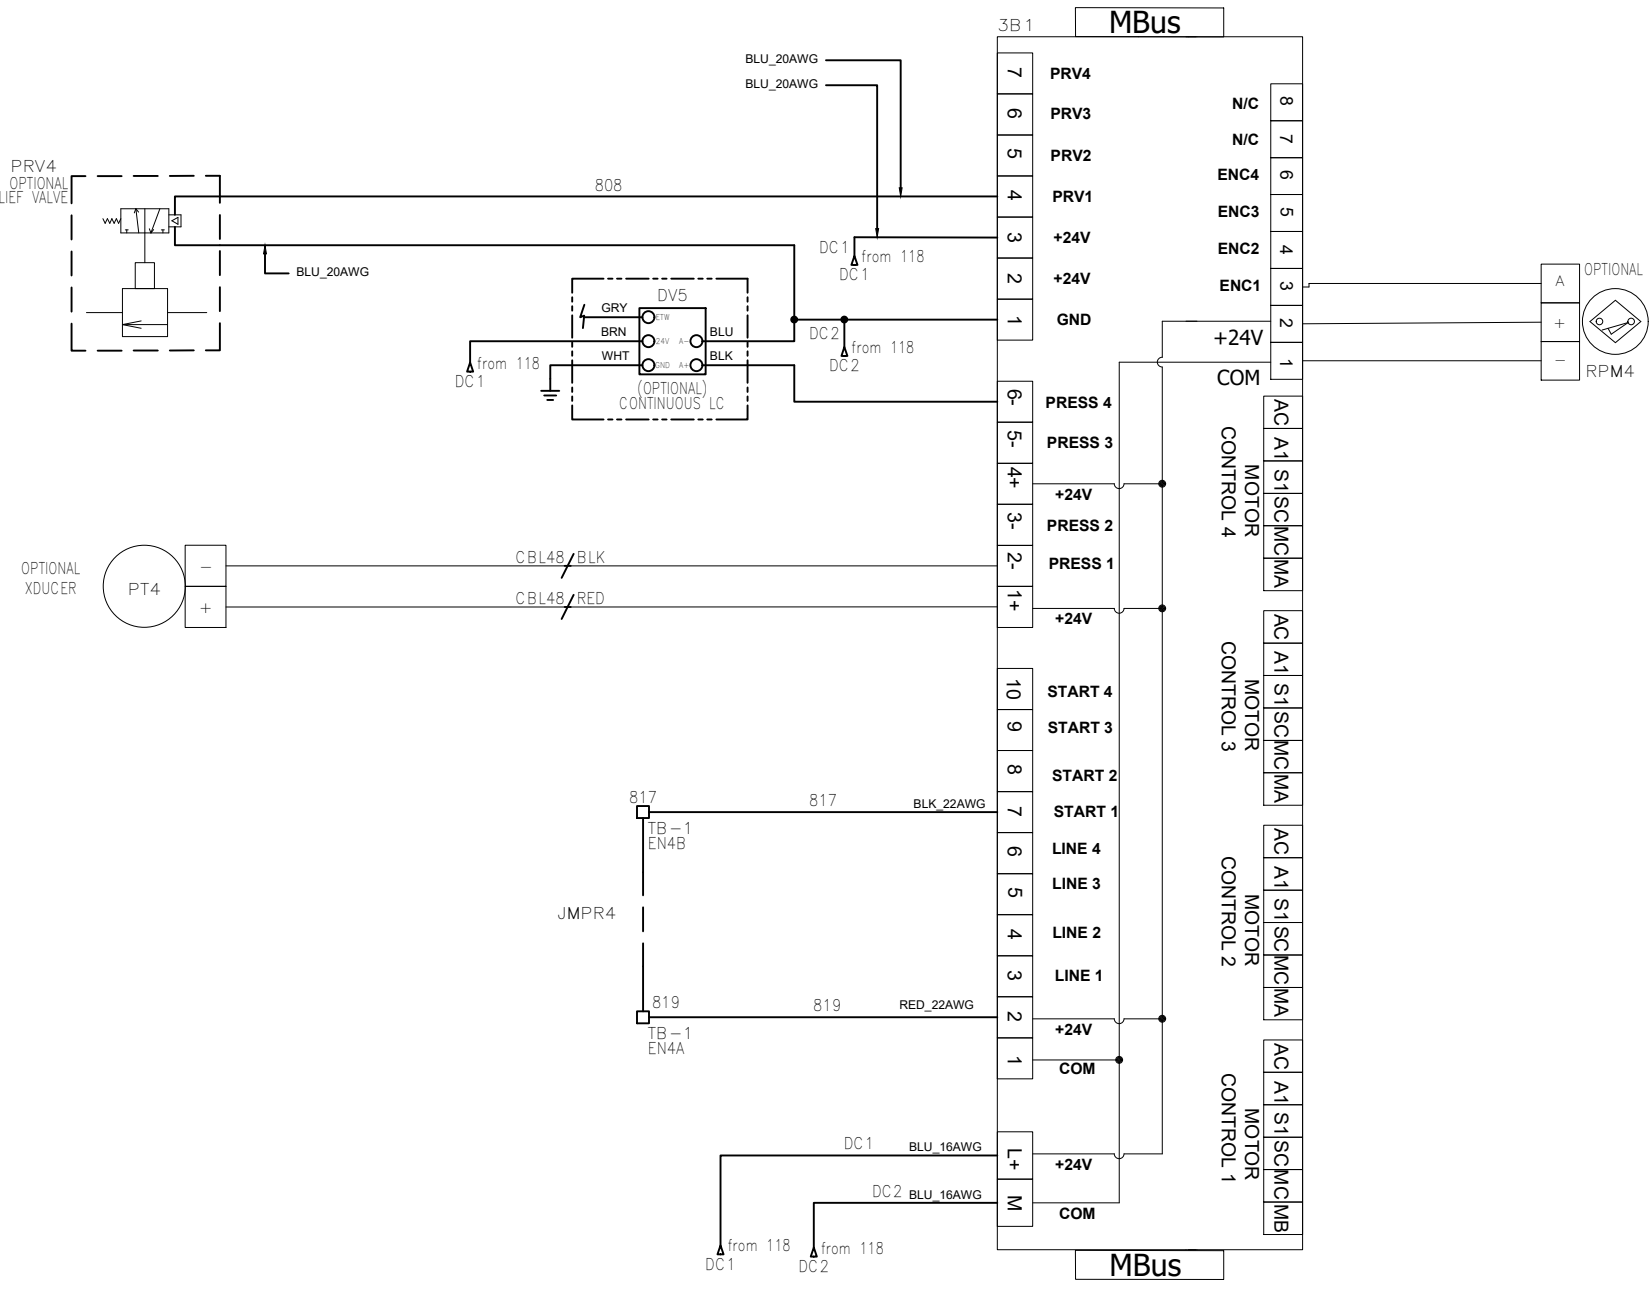 MBus
3B1
BLU_20AWG
BLU_20AWG
7 PRV4
6 PRV3
5 PRV2
4 PRV1
3 +24V
2 +24V
1 GND
N/C 8
N/C 7
ENC4 6
ENC3 5
ENC2 4
ENC1 3
+24V 2
COM 1
PRV4
OPTIONAL
LIEF VALVE
808
BLU_20AWG
DC1
from 118
DC1
DC2
from 118
DC2
DV5
GRY
ETW
BRN
24V
A-
BLU
WHT
GND
A+
BLK
(OPTIONAL)
CONTINUOUS LC
from 118
DC1
A
+
-
OPTIONAL
RPM4
6- PRESS 4
5- PRESS 3
4+ +24V
3- PRESS 2
2- PRESS 1
1+ +24V
OPTIONAL
XDUCER
PT4
-
+
CBL48/BLK
CBL48/RED
10 START 4
9 START 3
8 START 2
7 START 1
6 LINE 4
5 LINE 3
4 LINE 2
3 LINE 1
2 +24V
1 COM
817
817
BLK_22AWG
TB-1
EN4B
JMPR4
819
819
RED_22AWG
TB-1
EN4A
L+ +24V
M COM
DC1
BLU_16AWG
DC2
BLU_16AWG
from 118
DC1
from 118
DC2
MOTOR
CONTROL 4
AC A1 S1 SC MC MA
MOTOR
CONTROL 3
AC A1 S1 SC MC MA
MOTOR
CONTROL 2
AC A1 S1 SC MC MA
MOTOR
CONTROL 1
AC A1 S1 SC MC MB
MBus